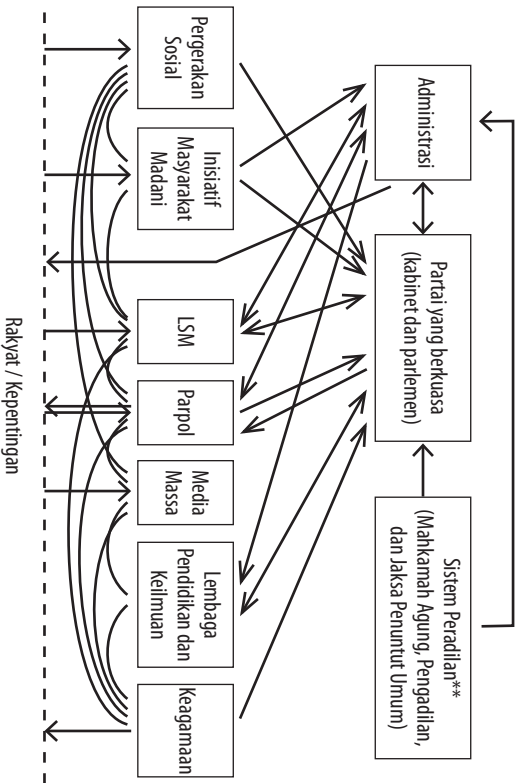 Administrasi
Partai yang berkuasa
(kabinet dan parlemen)
Sistem Peradilan**
(Mahkamah Agung, Pengadilan,
dan Jaksa Penuntut Umum)
Pergerakan
Sosial
Inisiatif
Masyarakat
Madani
LSM
Parpol
Media
Massa
Lembaga
Pendidikan dan
Keilmuan
Keagamaan
Rakyat / Kepentingan